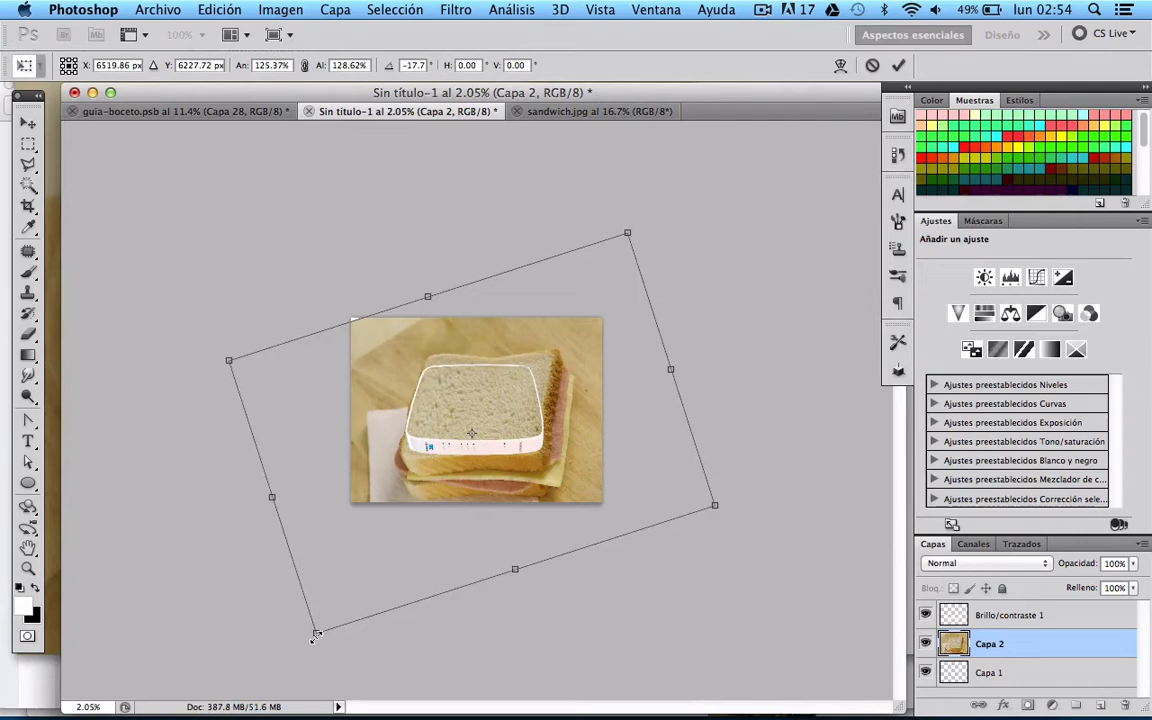 Photoshop Archivo Edición Imagen Capa Selección Filtro Análisis 3D Vista Ventana Ayuda 17 49% lun 02:54
Ps Br Mb 100% Aspectos esenciales Diseño CS Live
X: 6519.86 px Y: 6227.72 px An: 125.37% Al: 128.62% -17.7 ° H: 0.00 ° V: 0.00 °
Sin título-1 al 2.05% (Capa 2, RGB/8) *
guia-boceto.psb al 11.4% (Capa 28, RGB/8) * Sin título-1 al 2.05% (Capa 2, RGB/8) * sandwich.jpg al 16.7% (RGB/8*)
Color Muestras Estilos
Mb
Ajustes Máscaras
Añadir un ajuste
Ajustes preestablecidos Niveles
Ajustes preestablecidos Curvas
Ajustes preestablecidos Exposición
Ajustes preestablecidos Tono/saturación
Ajustes preestablecidos Blanco y negro
Ajustes preestablecidos Mezclador de c...
Ajustes preestablecidos Corrección sele...
Capas Canales Trazados
Normal Opacidad: 100%
Bloq.: Relleno: 100%
Brillo/contraste 1
Capa 2
Capa 1
2.05% Doc: 387.8 MB/51.6 MB